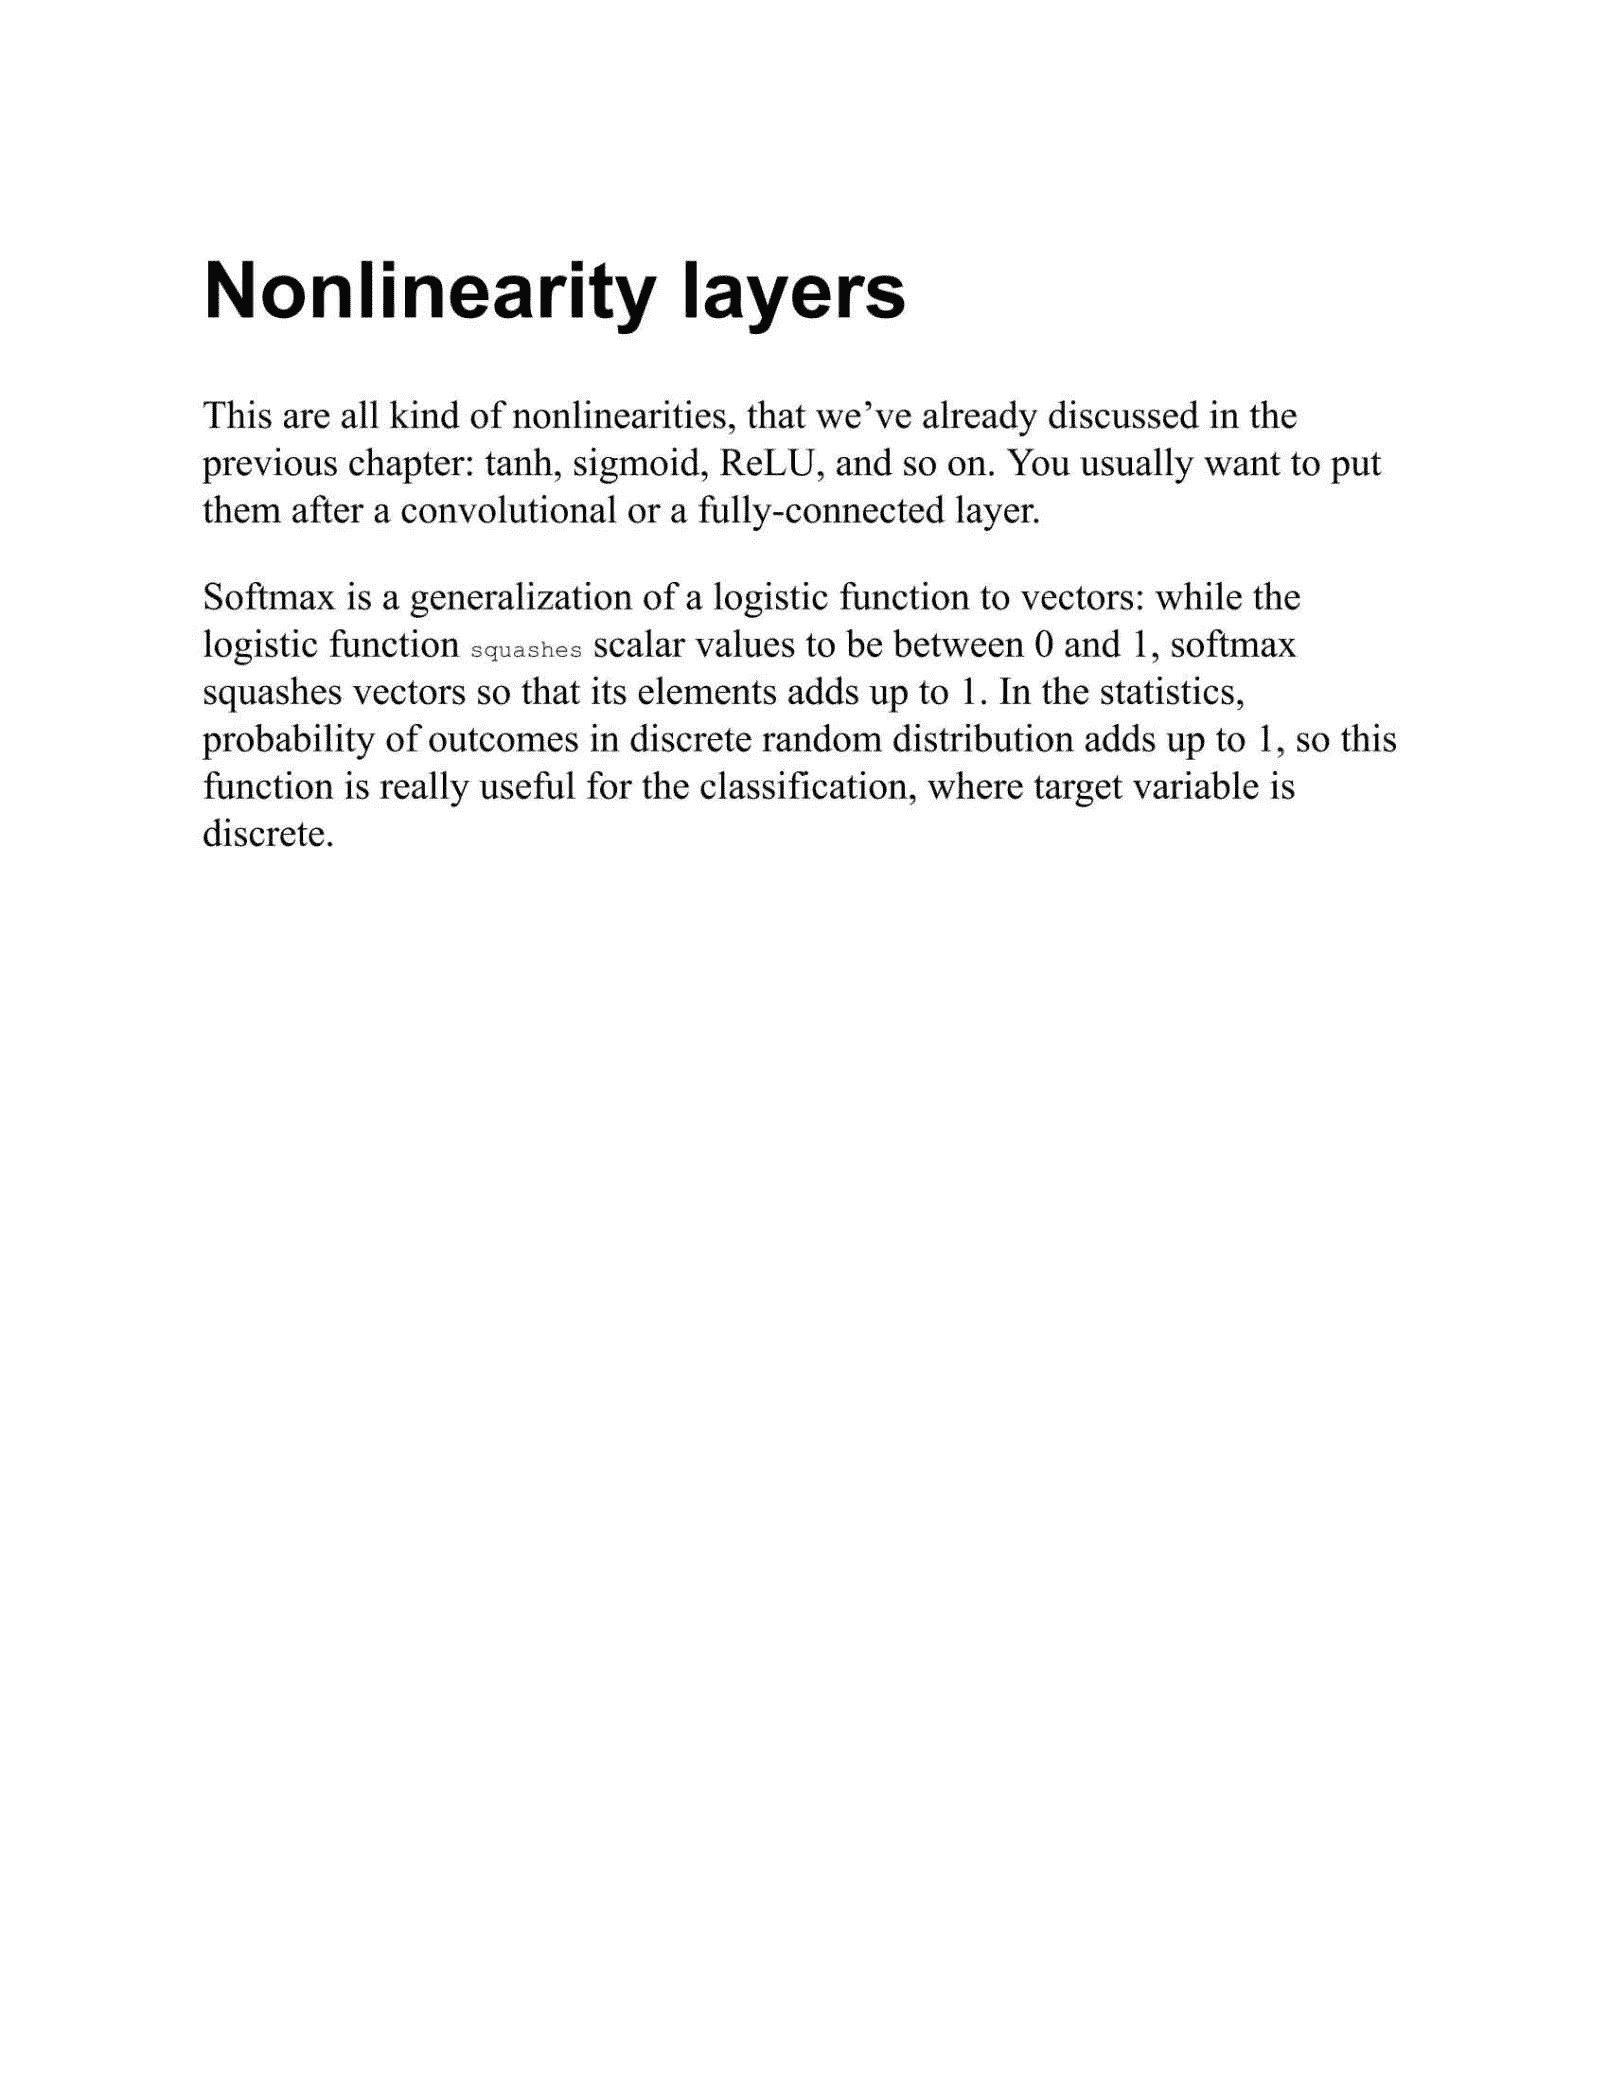 Nonlinearity layers
This are all kind of nonlinearities, that we’ve already discussed in the
previous chapter: tanh, sigmoid, ReLU, and so on. You usually want to put
them after a convolutional or a fully-connected layer.
Softmax is a generalization of a logistic function to vectors: while the
logistic function squashes scalar values to be between 0 and 1, softmax
squashes vectors so that its elements adds up to 1. In the statistics,
probability of outcomes in discrete random distribution adds up to 1, so this
function is really useful for the classification, where target variable is
discrete.